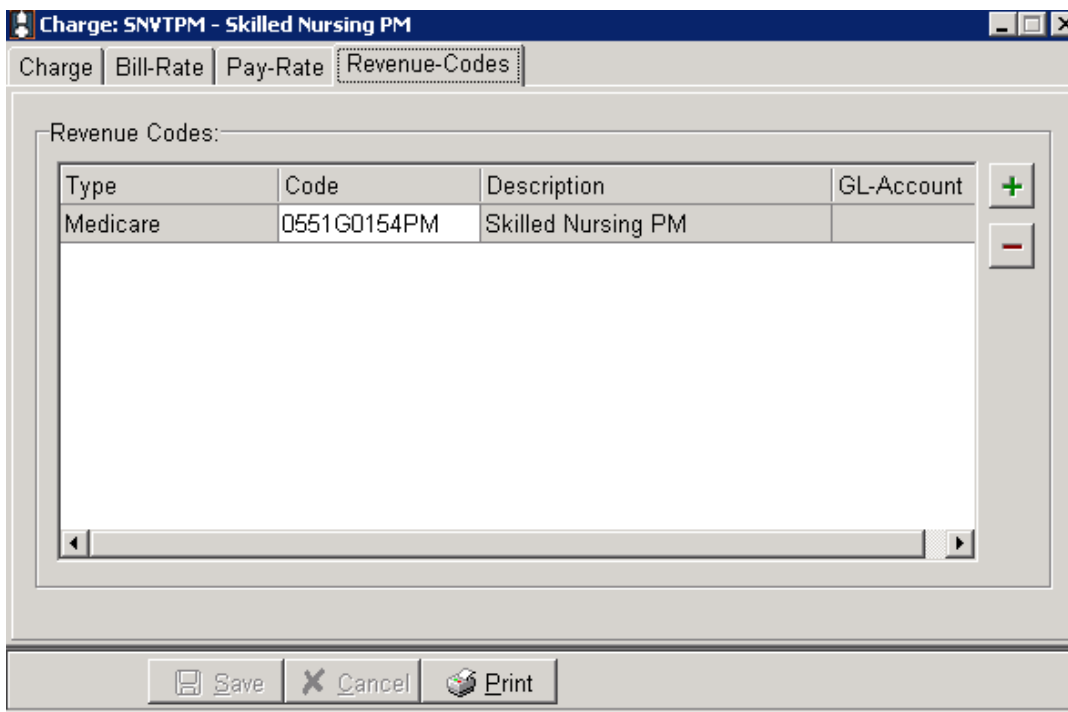 Charge: SNVTPM - Skilled Nursing PM
Charge Bill-Rate Pay-Rate Revenue-Codes
Revenue Codes:
Type Code Description GL-Account
Medicare 0551G0154PM Skilled Nursing PM
Save Cancel Print